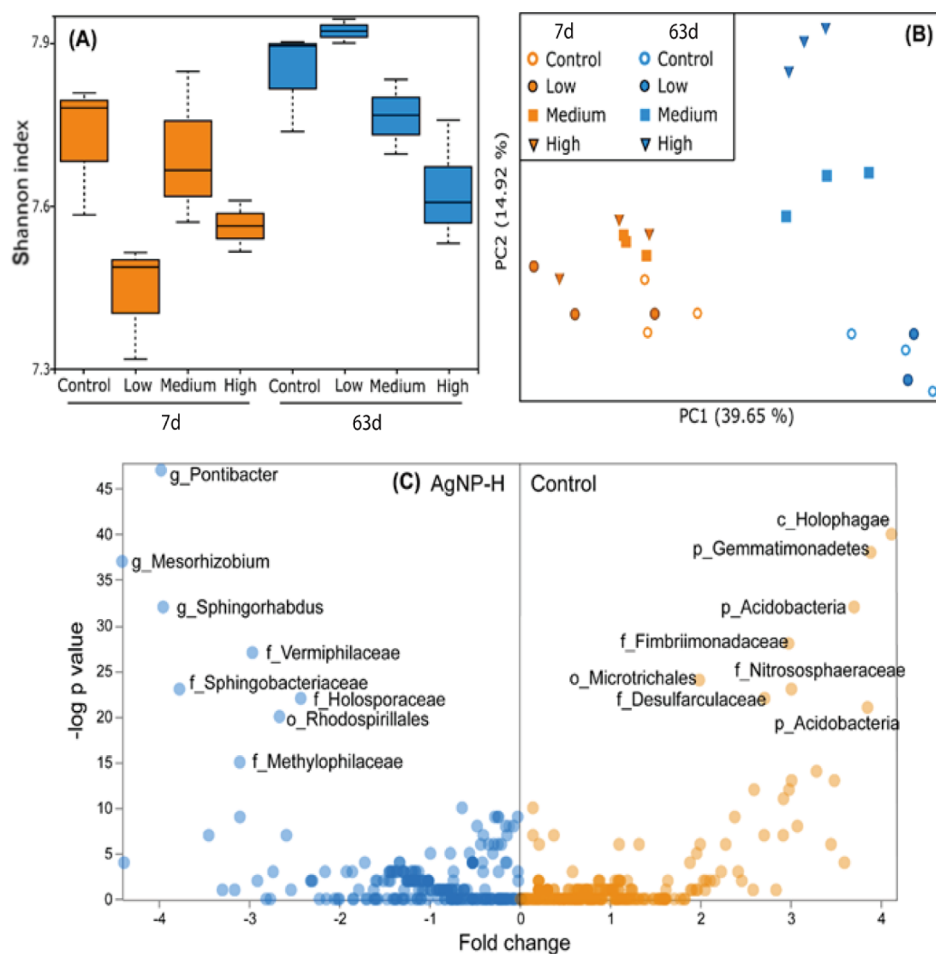 (A)
Shannon index
7.9
7.6
7.3
Control
Low
Medium
High
Control
Low
Medium
High
7d
63d
(B)
7d
63d
Control
Control
Low
Low
Medium
Medium
High
High
PC2 (14.92 %)
PC1 (39.65 %)
(C)
AgNP-H
Control
-log p value
45
40
35
30
25
20
15
10
5
0
g_Pontibacter
g_Mesorhizobium
g_Sphingorhabdus
f_Vermiphilaceae
f_Sphingobacteriaceae
f_Holosporaceae
o_Rhodospirillales
f_Methylophilaceae
c_Holophagae
p_Gemmatimonadetes
p_Acidobacteria
f_Fimbriimonadaceae
o_Microtrichales
f_Nitrososphaeraceae
f_Desulfarculaceae
p_Acidobacteria
-4
-3
-2
-1
0
1
2
3
4
Fold change